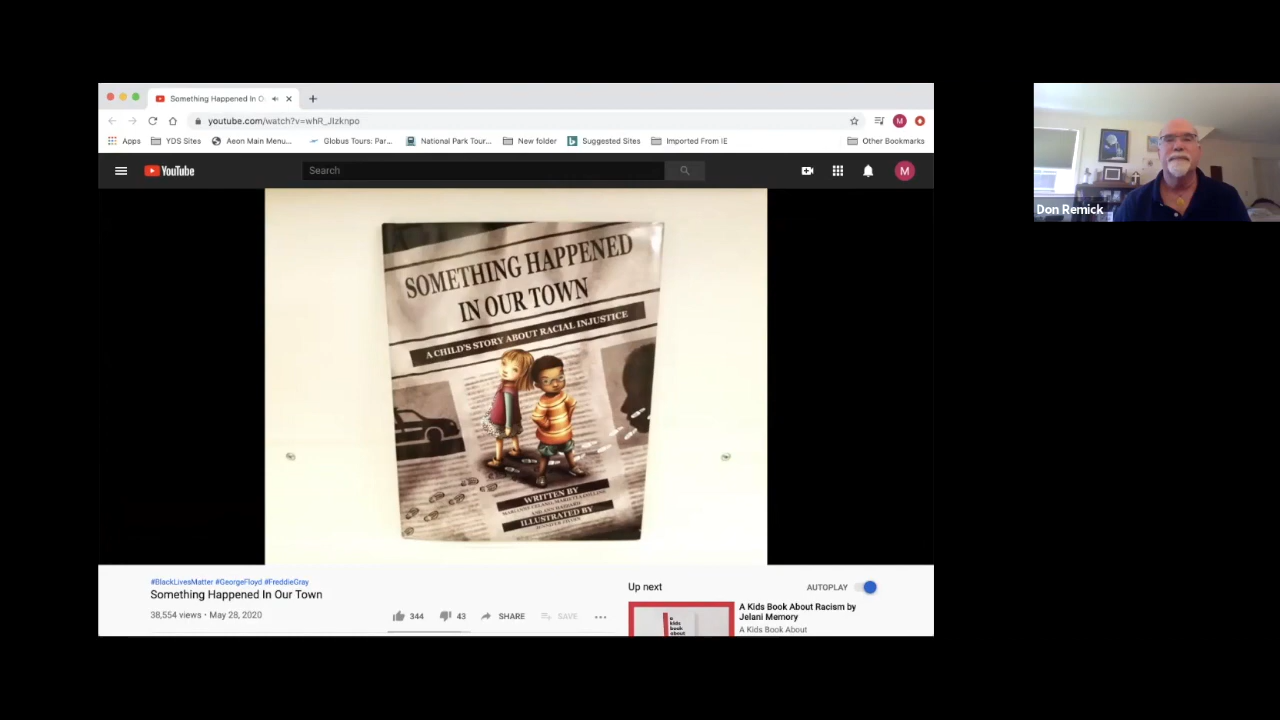 Something Happened In O
youtube.com/watch?v=whR_JIzknpo
M
Apps
YDS Sites
Aeon Main Menu...
Globus Tours: Par...
National Park Tour...
New folder
Suggested Sites
Imported From IE
Other Bookmarks
YouTube
Search
M
SOMETHING HAPPENED
IN OUR TOWN
A CHILD'S STORY ABOUT RACIAL INJUSTICE
WRITTEN BY
ILLUSTRATED BY
#BlackLivesMatter #GeorgeFloyd #FreddieGray
Something Happened In Our Town
38,554 views • May 28, 2020
344
43
SHARE
SAVE
Up next
AUTOPLAY
a
kids
book
about
A Kids Book About Racism by
Jelani Memory
A Kids Book About
Don Remick